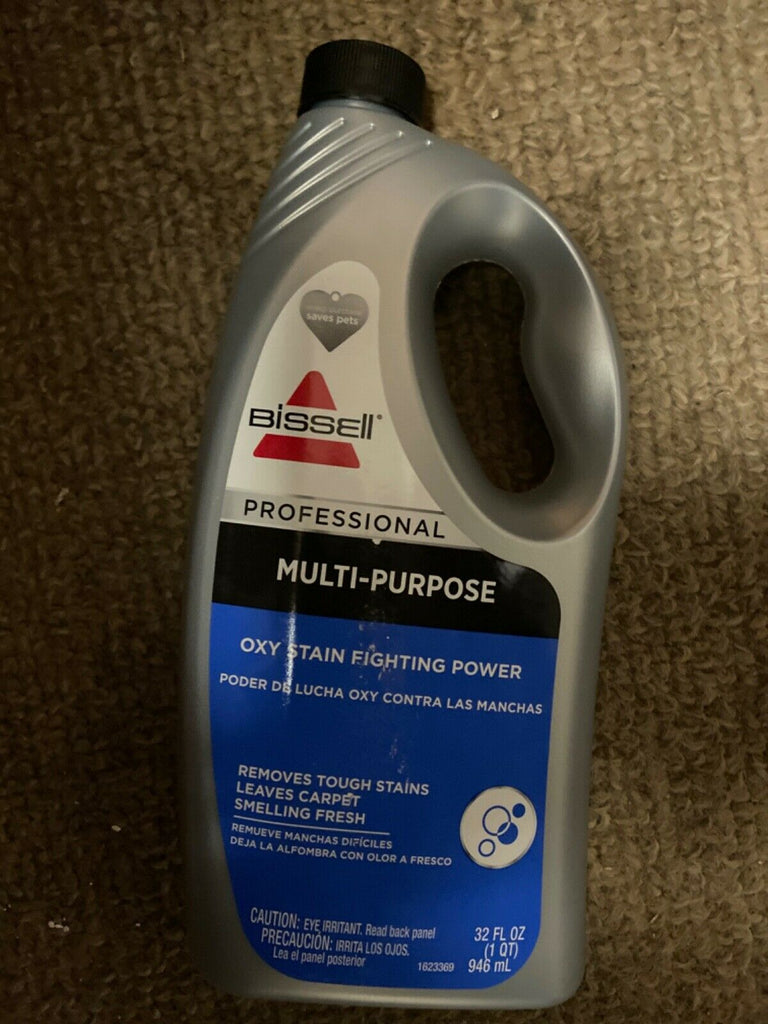 saves pets
BISSELL®
PROFESSIONAL
MULTI-PURPOSE
OXY STAIN FIGHTING POWER
PODER DE LUCHA OXY CONTRA LAS MANCHAS
REMOVES TOUGH STAINS
LEAVES CARPET
SMELLING FRESH
REMUEVE MANCHAS DIFÍCILES
DEJA LA ALFOMBRA CON OLOR A FRESCO
CAUTION: EYE IRRITANT. Read back panel
PRECAUCIÓN: IRRITA LOS OJOS.
Lea el panel posterior
1623369
32 FL OZ
(1 QT)
946 mL